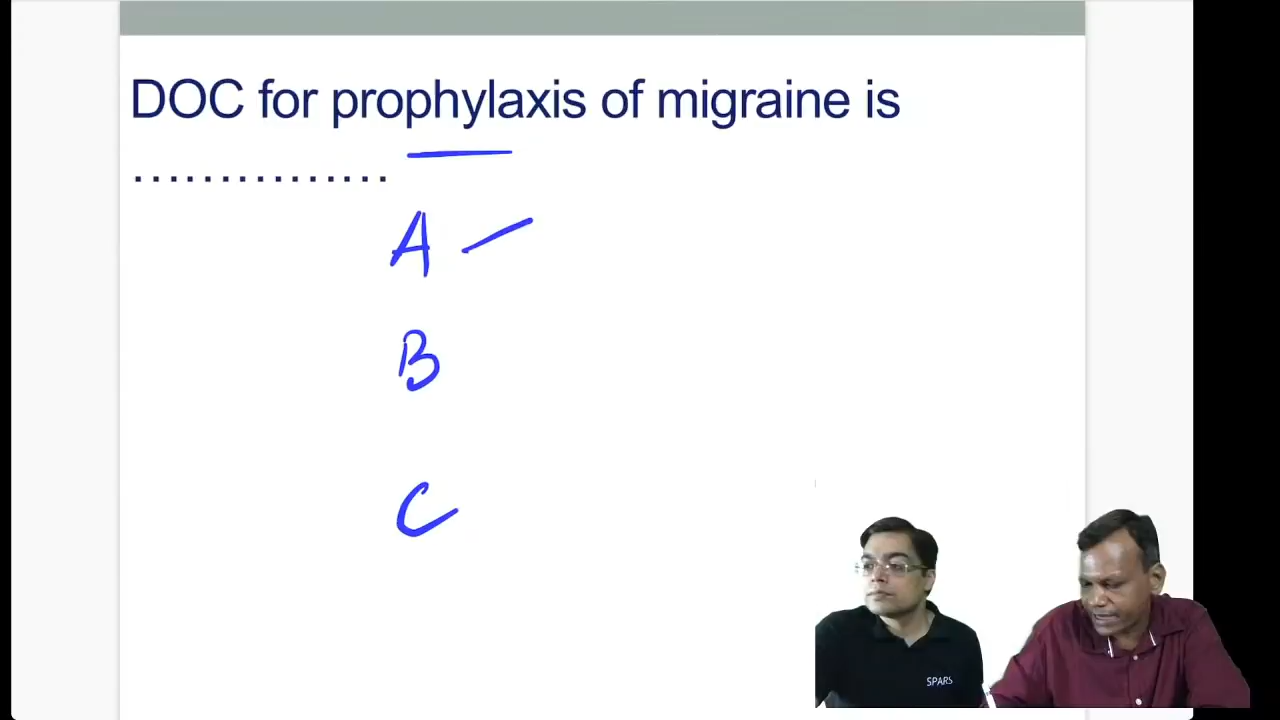 DOC for prophylaxis of migraine is
...............
A
B
C
SPARS